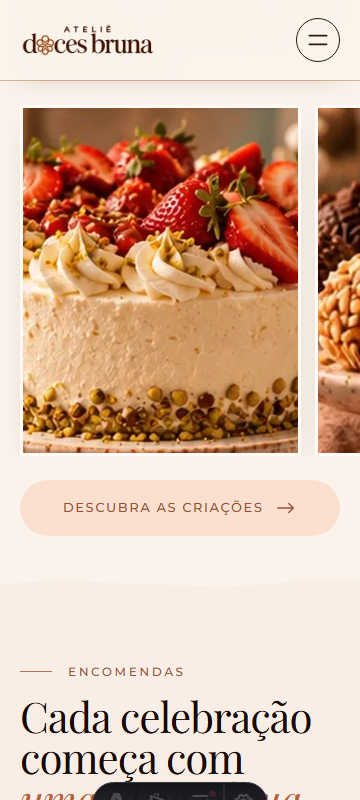 ATELIÊ
doces bruna
DESCUBRA AS CRIAÇÕES
ENCOMENDAS
Cada celebração
começa com